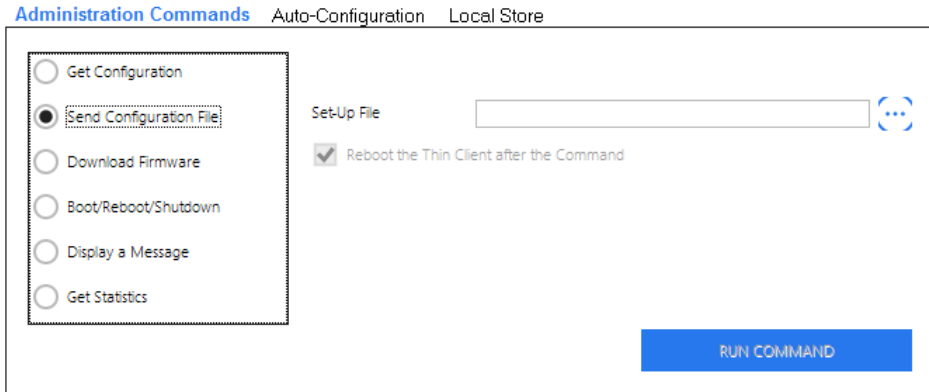 Administration Commands Auto-Configuration Local Store
Get Configuration
Send Configuration File
Set-Up File
Reboot the Thin Client after the Command
Download Firmware
Boot/Reboot/Shutdown
Display a Message
Get Statistics
RUN COMMAND